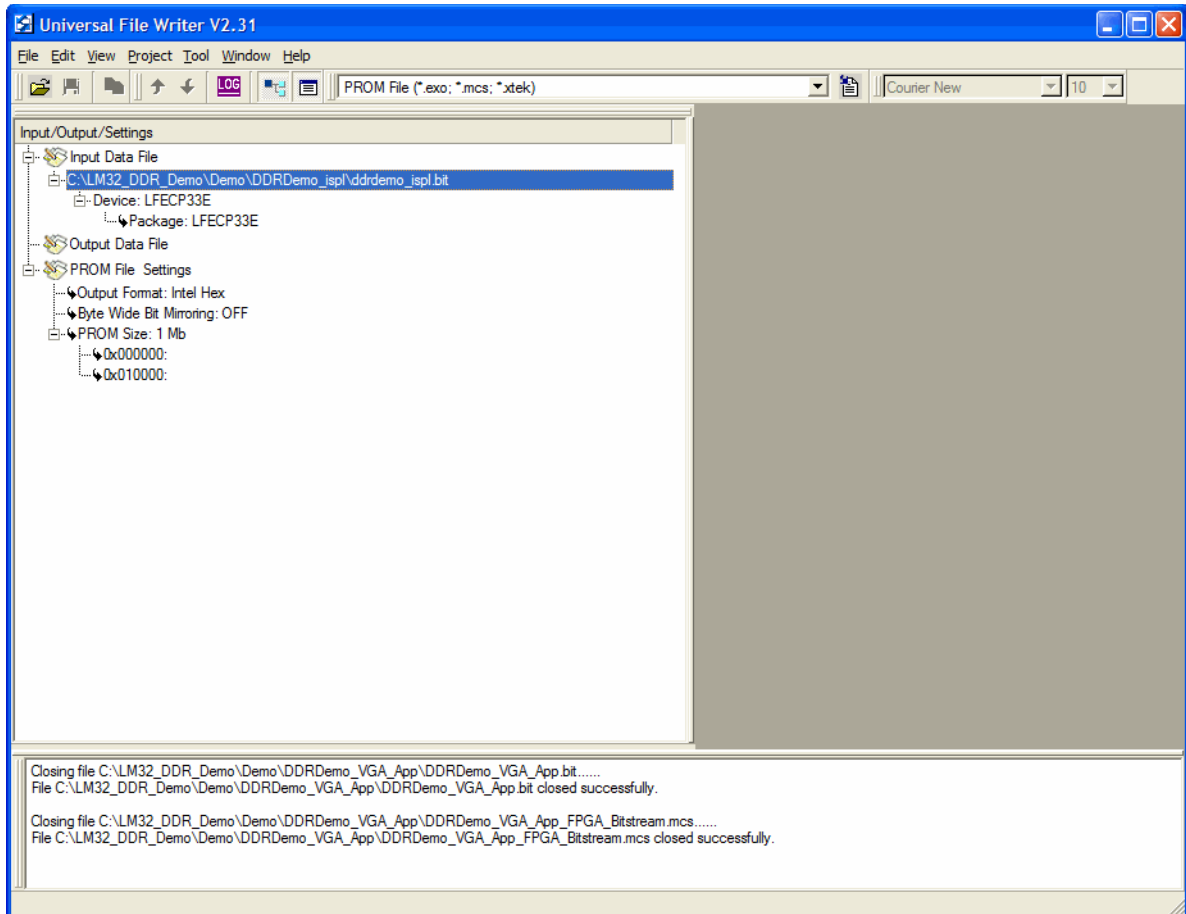 Universal File Writer V2.31
File Edit View Project Tool Window Help
LOG PROM File (*.exo; *.mcs; *.xtek) Courier New 10
Input/Output/Settings
Input Data File
C:\LM32_DDR_Demo\Demo\DDRDemo_ispl\ddrdemo_ispl.bit
Device: LFECP33E
Package: LFECP33E
Output Data File
PROM File Settings
Output Format: Intel Hex
Byte Wide Bit Mirroring: OFF
PROM Size: 1 Mb
0x000000:
0x010000:
Closing file C:\LM32_DDR_Demo\Demo\DDRDemo_VGA_App\DDRDemo_VGA_App.bit......
File C:\LM32_DDR_Demo\Demo\DDRDemo_VGA_App\DDRDemo_VGA_App.bit closed successfully.
Closing file C:\LM32_DDR_Demo\Demo\DDRDemo_VGA_App\DDRDemo_VGA_App_FPGA_Bitstream.mcs......
File C:\LM32_DDR_Demo\Demo\DDRDemo_VGA_App\DDRDemo_VGA_App_FPGA_Bitstream.mcs closed successfully.